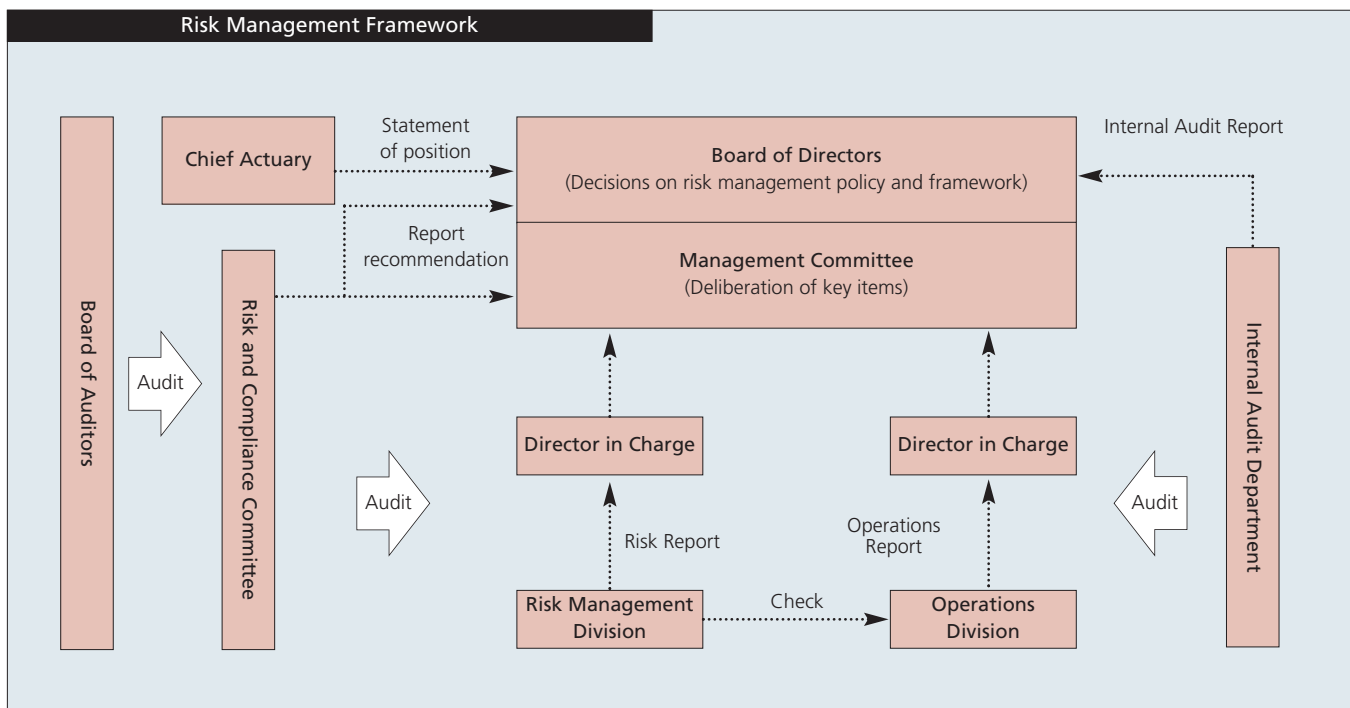 Risk Management Framework
Board of Auditors
Audit
Chief Actuary
Statement
of position
Report
recommendation
Risk and Compliance Committee
Audit
Board of Directors
(Decisions on risk management policy and framework)
Management Committee
(Deliberation of key items)
Director in Charge
Director in Charge
Risk Report
Operations
Report
Risk Management
Division
Check
Operations
Division
Internal Audit Report
Audit
Internal Audit Department